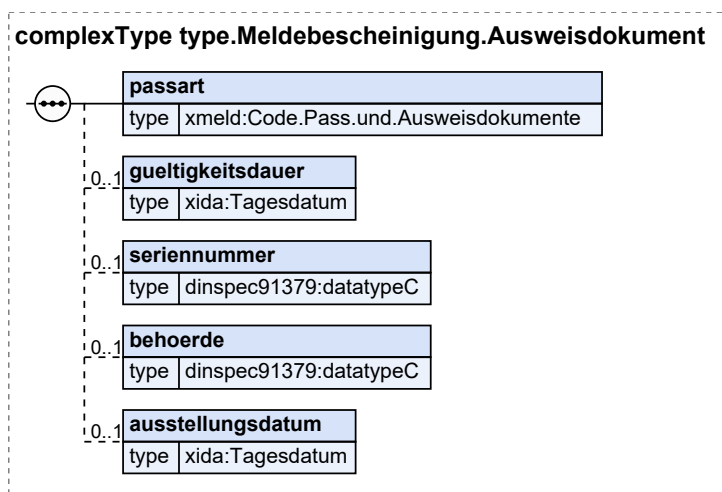 complexType type.Meldebescheinigung.Ausweisdokument
passart
type xmeld:Code.Pass.und.Ausweisdokumente
0..1 gueltigkeitsdauer
type xida:Tagesdatum
0..1 seriennummer
type dinspec91379:datatypeC
0..1 behoerde
type dinspec91379:datatypeC
0..1 ausstellungsdatum
type xida:Tagesdatum